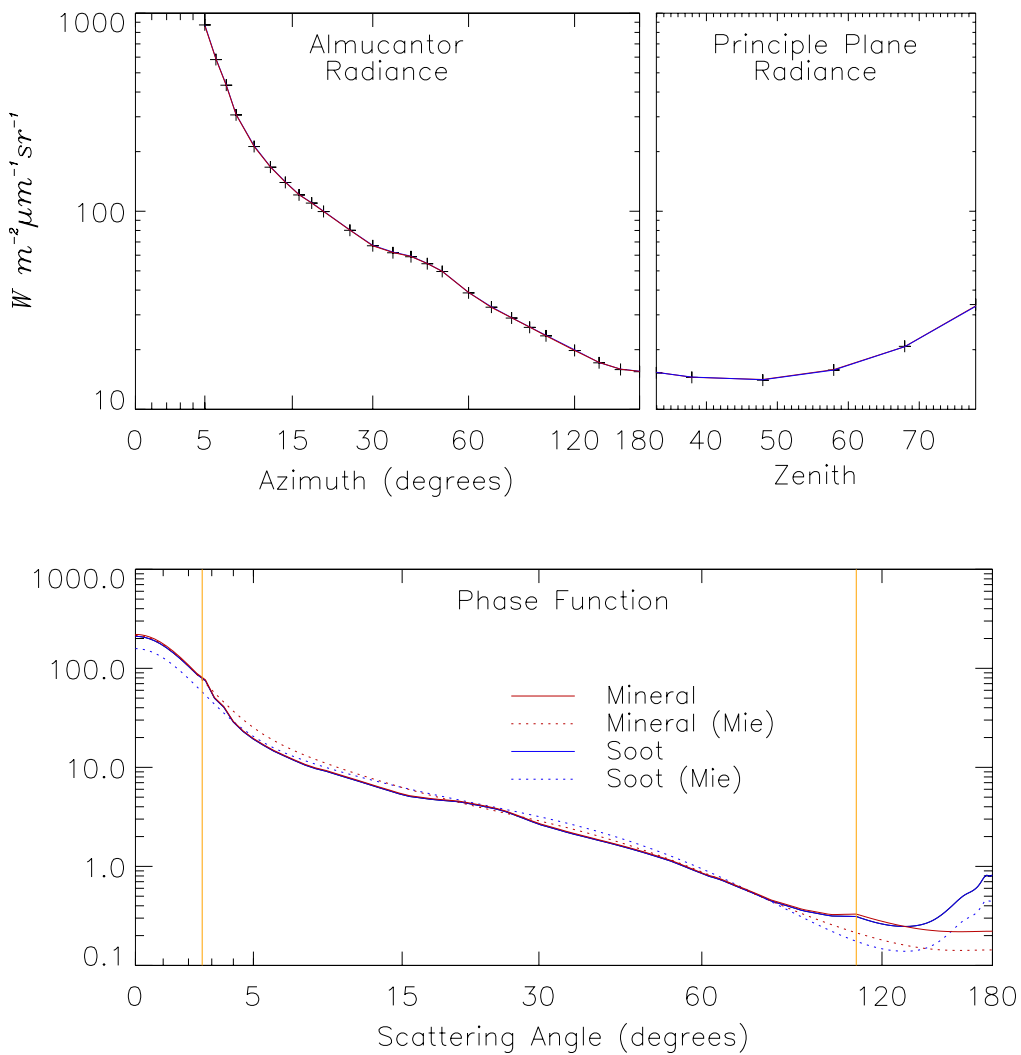 1000
100
10
W m⁻²μm⁻¹sr⁻¹
Almucantor
Radiance
Principle Plane
Radiance
0 5 15 30 60 120 180 40 50 60 70
Azimuth (degrees)
Zenith
1000.0
100.0
10.0
1.0
0.1
Phase Function
Mineral
Mineral (Mie)
Soot
Soot (Mie)
0 5 15 30 60 120 180
Scattering Angle (degrees)